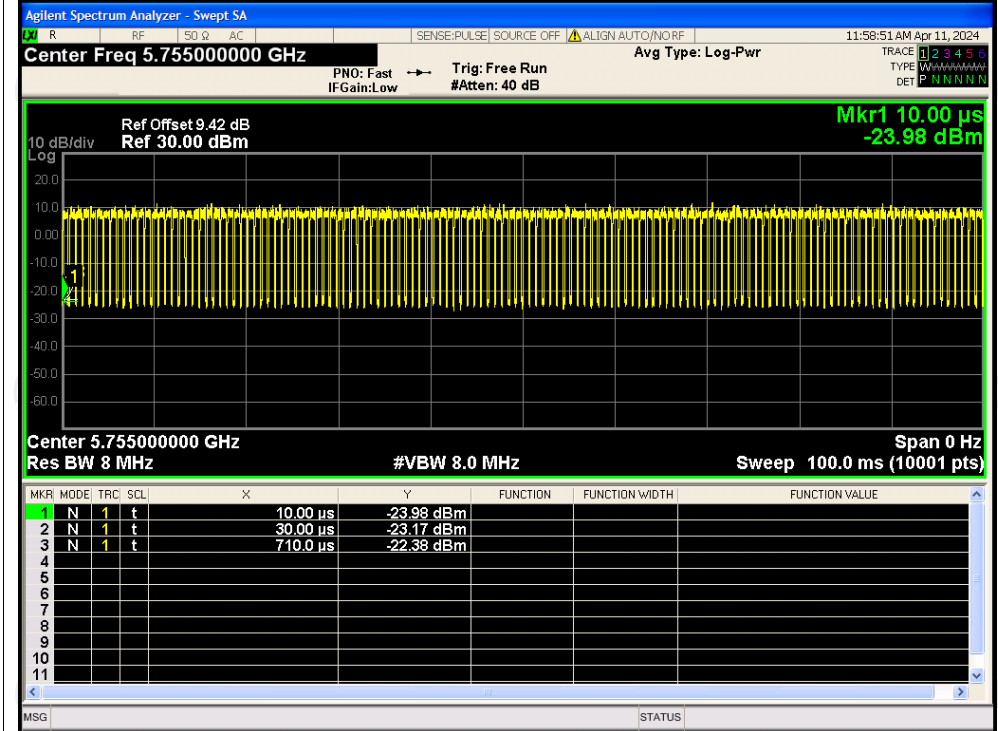 Agilent Spectrum Analyzer - Swept SA
LXI R RF 50 Ω AC SENSE:PULSE SOURCE OFF ALIGN AUTO/NO RF 11:58:51 AM Apr 11, 2024
Center Freq 5.755000000 GHz Avg Type: Log-Pwr TRACE 1 2 3 4 5 6
PNO: Fast Trig: Free Run TYPE WWWWWW
IFGain:Low #Atten: 40 dB DET P N N N N N
Mkr1 10.00 µs
Ref Offset 9.42 dB
10 dB/div Ref 30.00 dBm -23.98 dBm
Log
20.0
10.0
0.00
-10.0
1
-20.0
-30.0
-40.0
-50.0
-60.0
Center 5.755000000 GHz Span 0 Hz
Res BW 8 MHz #VBW 8.0 MHz Sweep 100.0 ms (10001 pts)
MKR MODE TRC SCL X Y FUNCTION FUNCTION WIDTH FUNCTION VALUE
1 N 1 t 10.00 µs -23.98 dBm
2 N 1 t 30.00 µs -23.17 dBm
3 N 1 t 710.0 µs -22.38 dBm
4
5
6
7
8
9
10
11
MSG STATUS